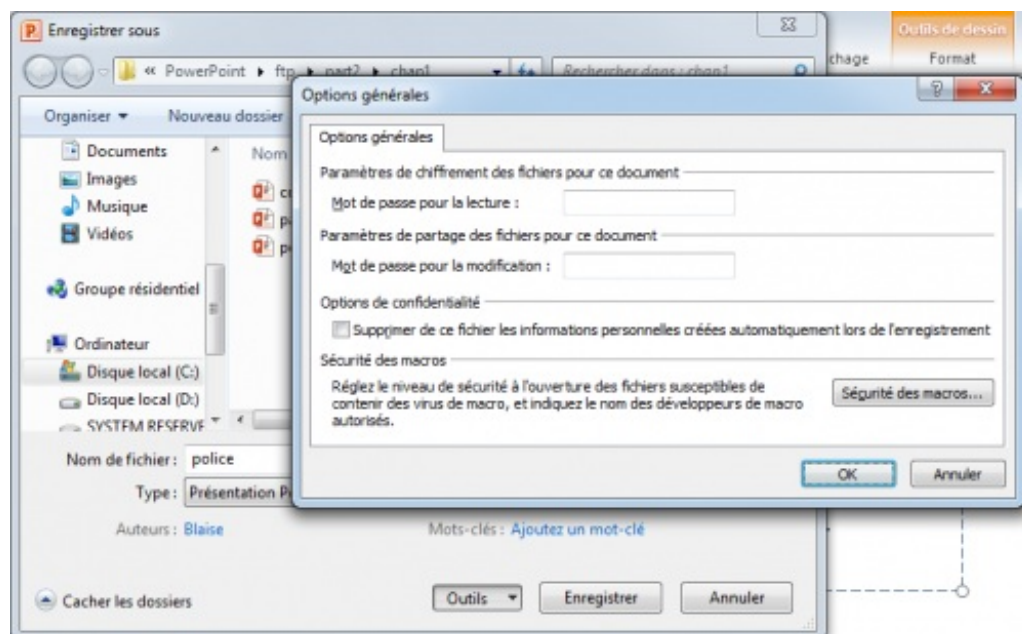 Enregistrer sous
Outils de dessin
« PowerPoint ▸ ftp ▸ part2 ▸ chap1
Rechercher dans : chap1
Format
Options générales
Organiser
Nouveau dossier
Options générales
Documents
Nom
Images
Musique
Vidéos
Groupe résidentiel
Ordinateur
Disque local (C:)
Disque local (D:)
SYSTEM RESERVE
Paramètres de chiffrement des fichiers pour ce document
Mot de passe pour la lecture :
Paramètres de partage des fichiers pour ce document
Mot de passe pour la modification :
Options de confidentialité
Supprimer de ce fichier les informations personnelles créées automatiquement lors de l'enregistrement
Sécurité des macros
Réglez le niveau de sécurité à l'ouverture des fichiers susceptibles de
contenir des virus de macro, et indiquez le nom des développeurs de macro
autorisés.
Sécurité des macros...
OK
Annuler
Nom de fichier : police
Type : Présentation P
Auteurs : Blaise
Mots-clés : Ajoutez un mot-clé
Cacher les dossiers
Outils
Enregistrer
Annuler